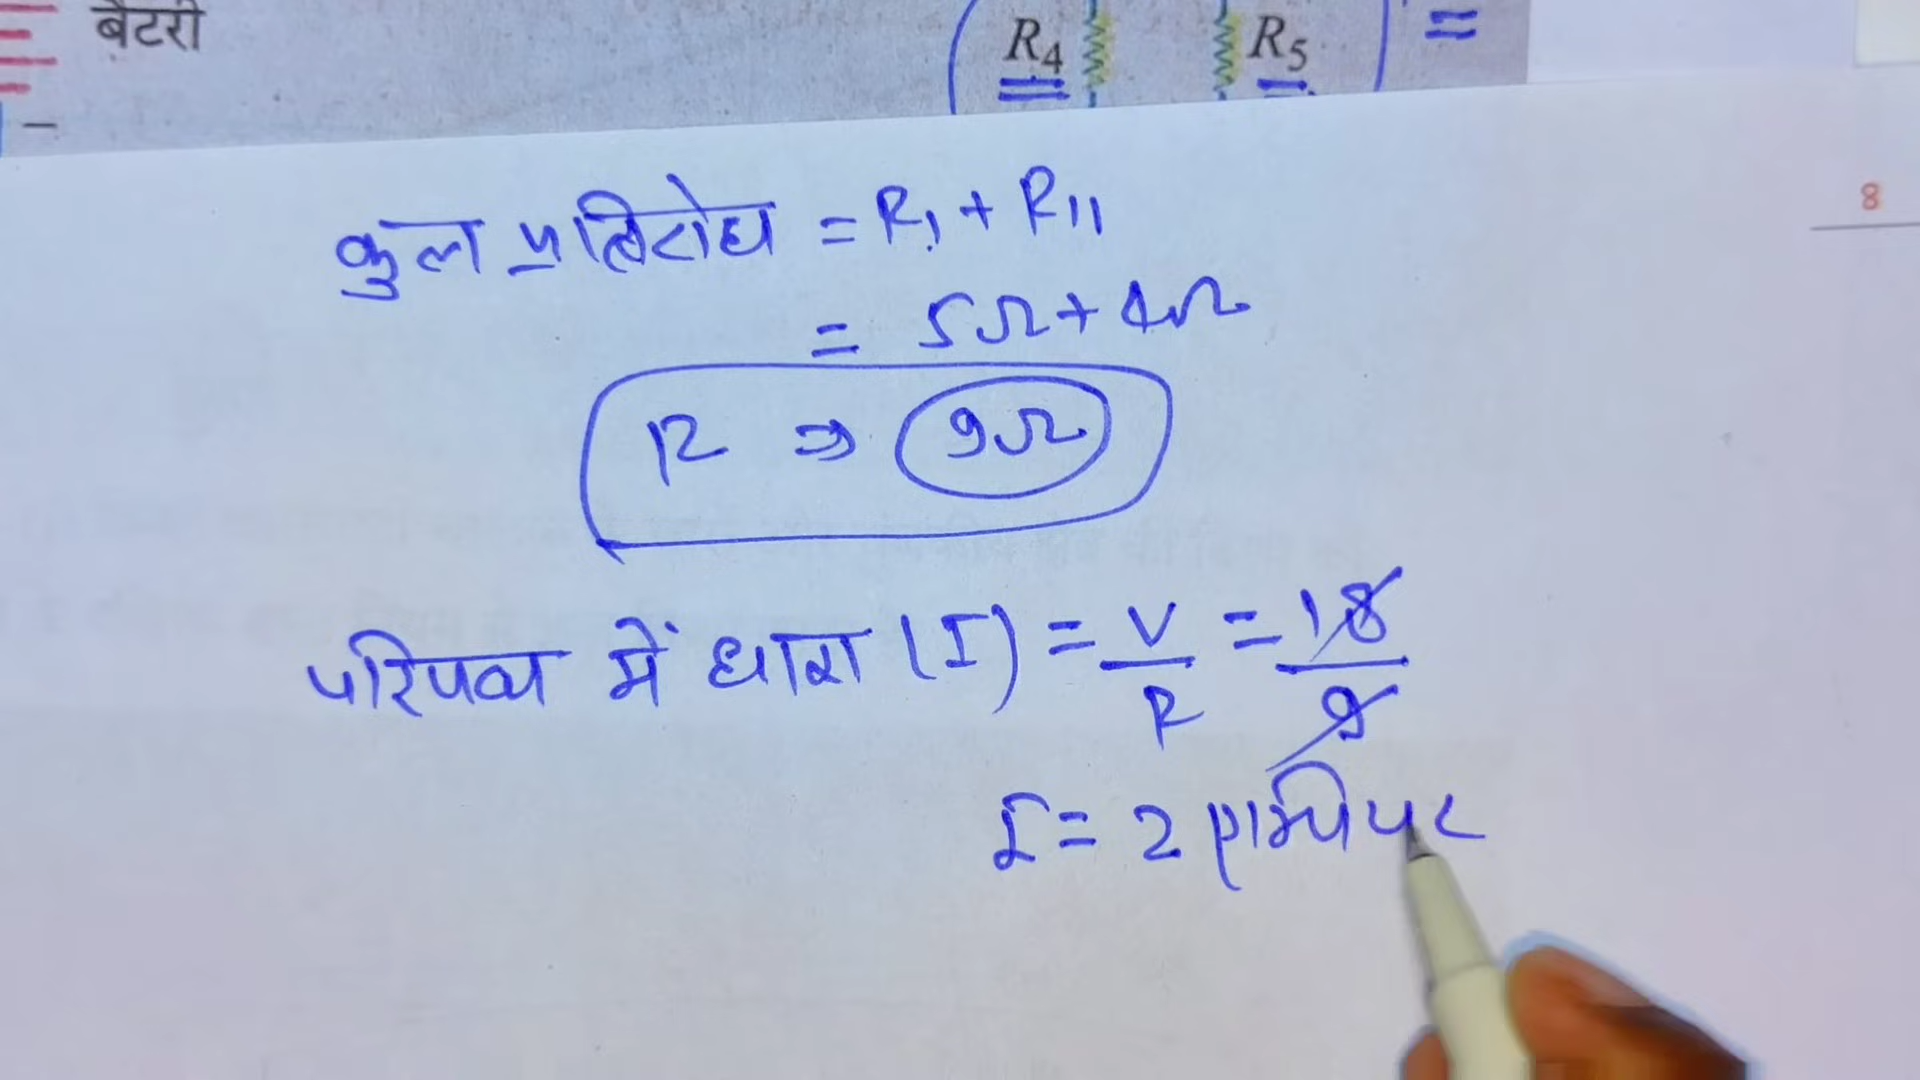 बैटरी
R4 R5 =
8
कुल प्रतिरोध = R₁ + R₁₁
= 5Ω + 4Ω
R ⇒ 9Ω
परिपथ में धारा (I) = V/R = 18/9
I = 2 एम्पियर